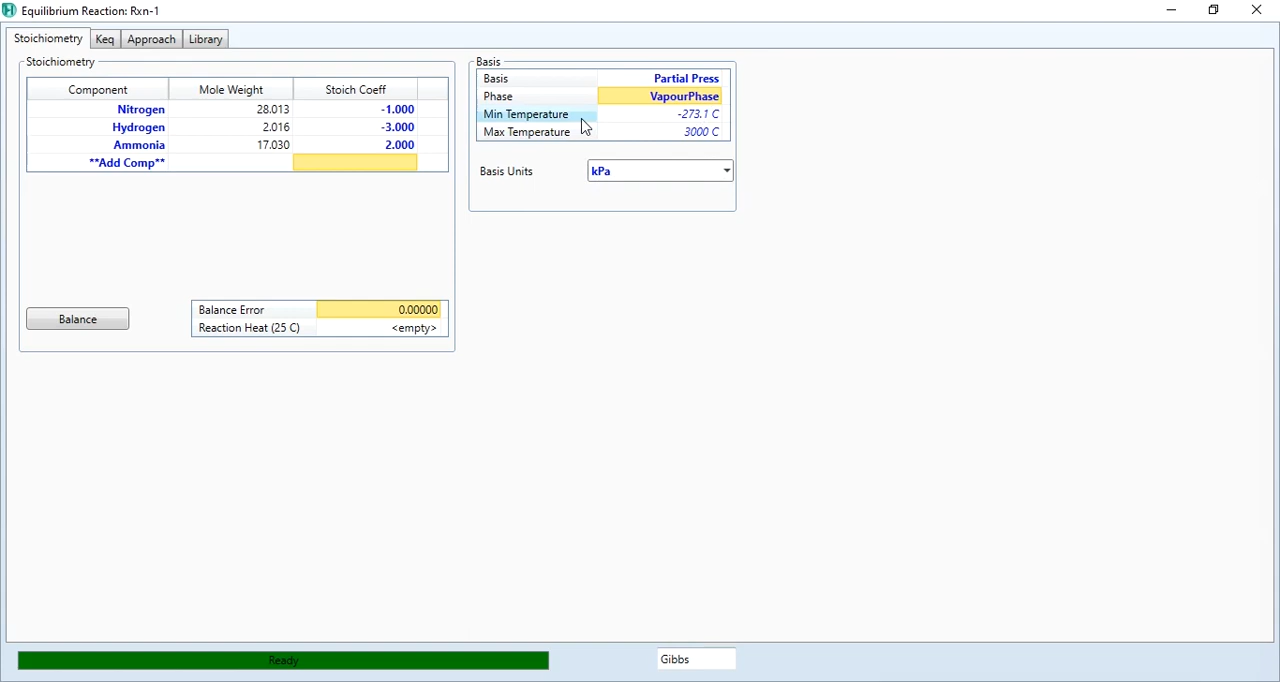 Equilibrium Reaction: Rxn-1
Stoichiometry Keq Approach Library
Stoichiometry
Component Mole Weight Stoich Coeff
Nitrogen 28.013 -1.000
Hydrogen 2.016 -3.000
Ammonia 17.030 2.000
**Add Comp**
Balance
Balance Error 0.00000
Reaction Heat (25 C) <empty>
Basis
Basis Partial Press
Phase VapourPhase
Min Temperature -273.1 C
Max Temperature 3000 C
Basis Units kPa
Ready
Gibbs